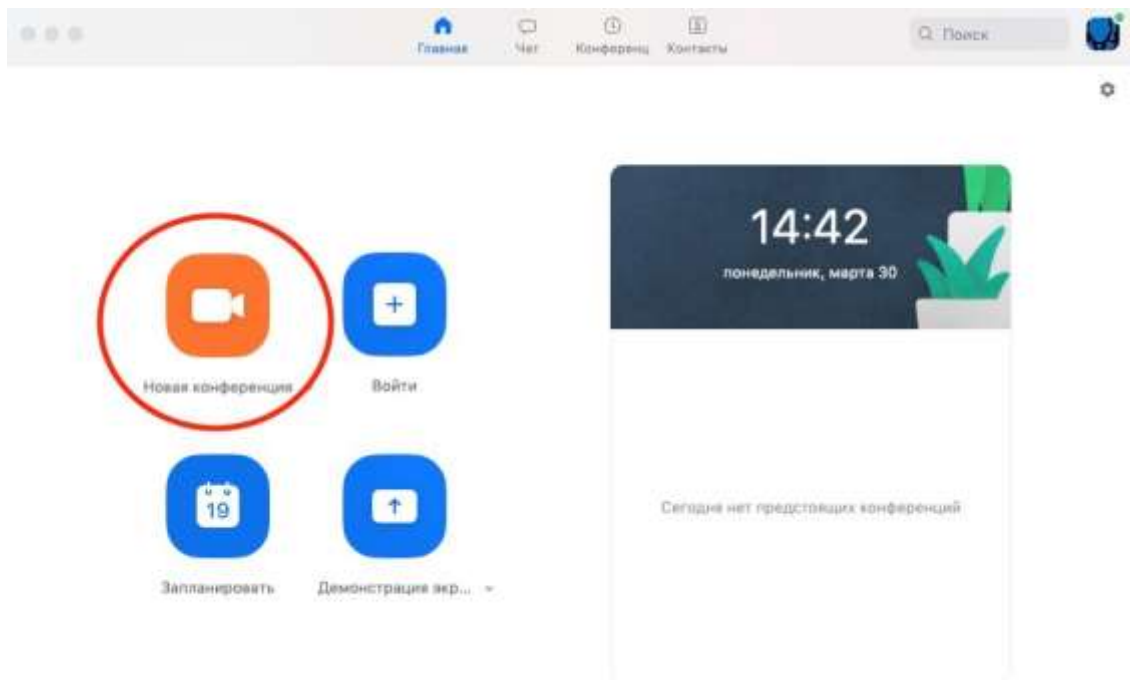 Главная
Чат
Конференц
Контакты
Поиск
14:42
понедельник, марта 30
Новая конференция
Войти
19
Запланировать
Демонстрация экр...
Сегодня нет предстоящих конференций